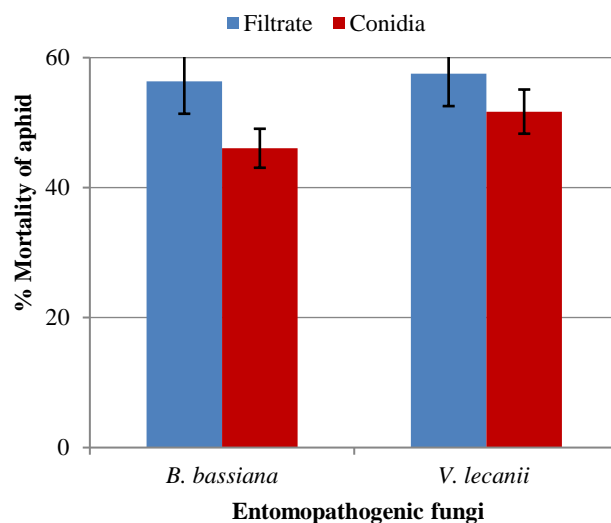 Filtrate Conidia
60
40
20
0
% Mortality of aphid
B. bassiana V. lecanii
Entomopathogenic fungi